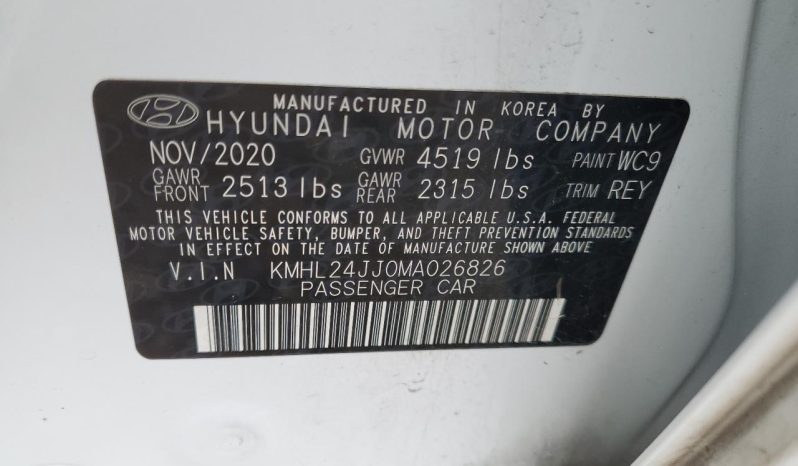 MANUFACTURED IN KOREA BY
HYUNDAI MOTOR COMPANY
NOV/2020 GVWR 4519 lbs PAINT WC9
GAWR FRONT 2513 lbs GAWR REAR 2315 lbs TRIM REY
THIS VEHICLE CONFORMS TO ALL APPLICABLE U.S.A. FEDERAL
MOTOR VEHICLE SAFETY, BUMPER, AND THEFT PREVENTION STANDARDS
IN EFFECT ON THE DATE OF MANUFACTURE SHOWN ABOVE
V.I.N KMHL24JJ0MA026826
PASSENGER CAR